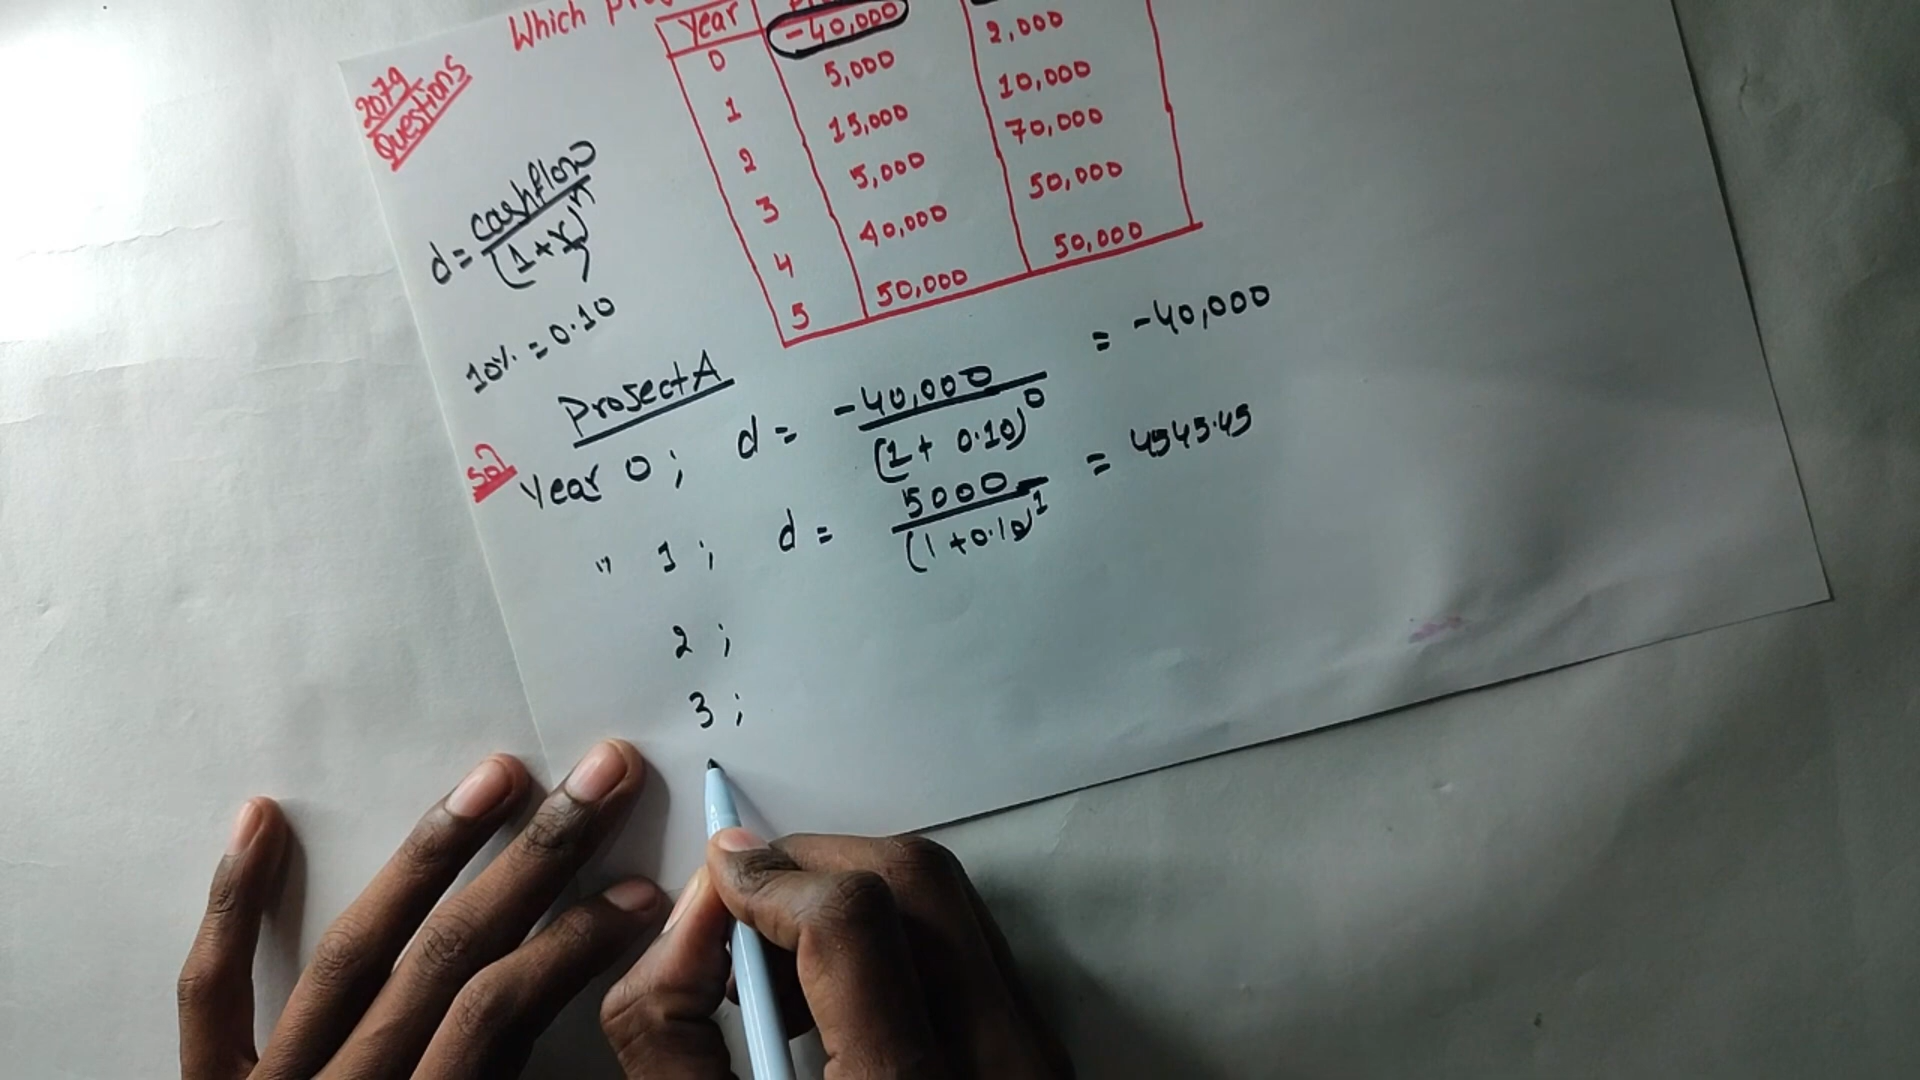 Which
2079
Questions
year
0 -40,000 2,000
1 5,000 10,000
2 15,000 70,000
3 5,000 50,000
4 40,000 50,000
5 50,000
d = cashflow
(1 + r)^n
10% = 0.10
Project A
Sol
Year 0 ; d = -40,000 = -40,000
(1 + 0.10)^0
" 1 ; d = 5000 = 4545.45
(1 + 0.10)^1
2 ;
3 ;